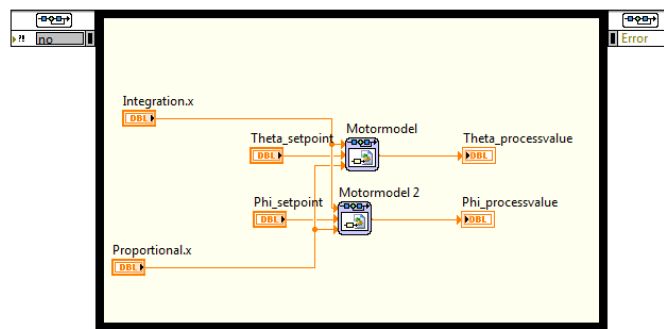 ?!
no
Error
Integration.x
DBL
Theta_setpoint
DBL
Motormodel
Theta_processvalue
DBL
Phi_setpoint
DBL
Motormodel 2
Phi_processvalue
DBL
Proportional.x
DBL